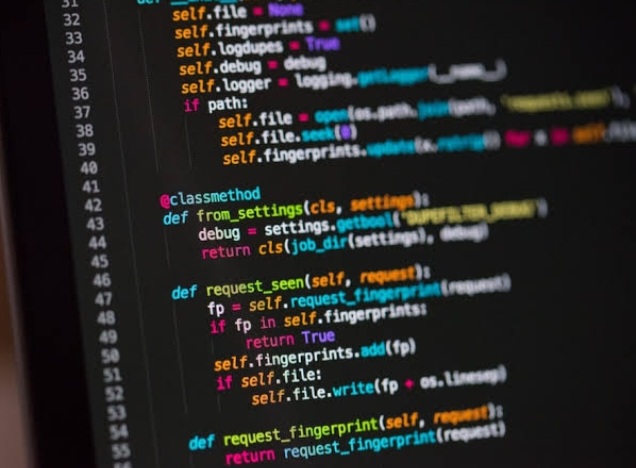 31 def
32 self.file = None
33 self.fingerprints = set()
34 self.logdupes = True
35 self.debug = debug
36 self.logger = logging.getLogger(__name__)
37 if path:
38 self.file = open(os.path.join(path, 'requests.seen'),
39 self.file.seek(0)
40 self.fingerprints.update(x.rstrip() for x in self.
41
42 @classmethod
43 def from_settings(cls, settings):
44 debug = settings.getbool('DUPEFILTER_DEBUG')
45 return cls(job_dir(settings), debug)
46
47 def request_seen(self, request):
48 fp = self.request_fingerprint(request)
49 if fp in self.fingerprints:
50 return True
51 self.fingerprints.add(fp)
52 if self.file:
53 self.file.write(fp + os.linesep)
54
55 def request_fingerprint(self, request):
return request_fingerprint(request)